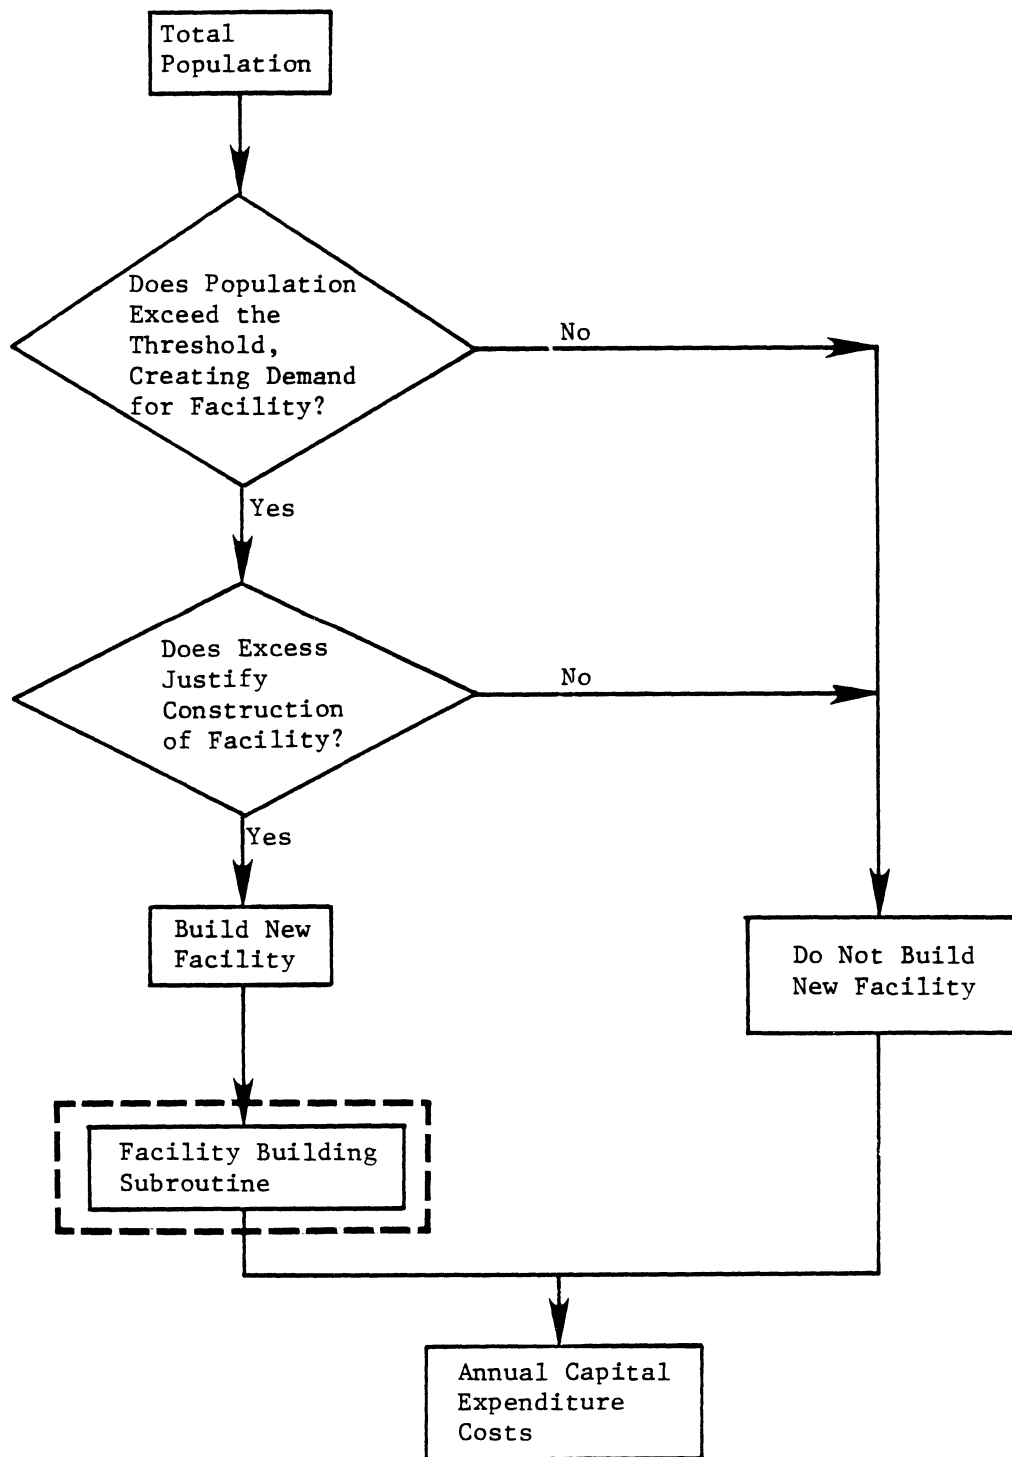 Total
Population
Does Population
Exceed the
Threshold,
Creating Demand
for Facility?
No
Yes
Does Excess
Justify
Construction
of Facility?
No
Yes
Build New
Facility
Do Not Build
New Facility
Facility Building
Subroutine
Annual Capital
Expenditure
Costs